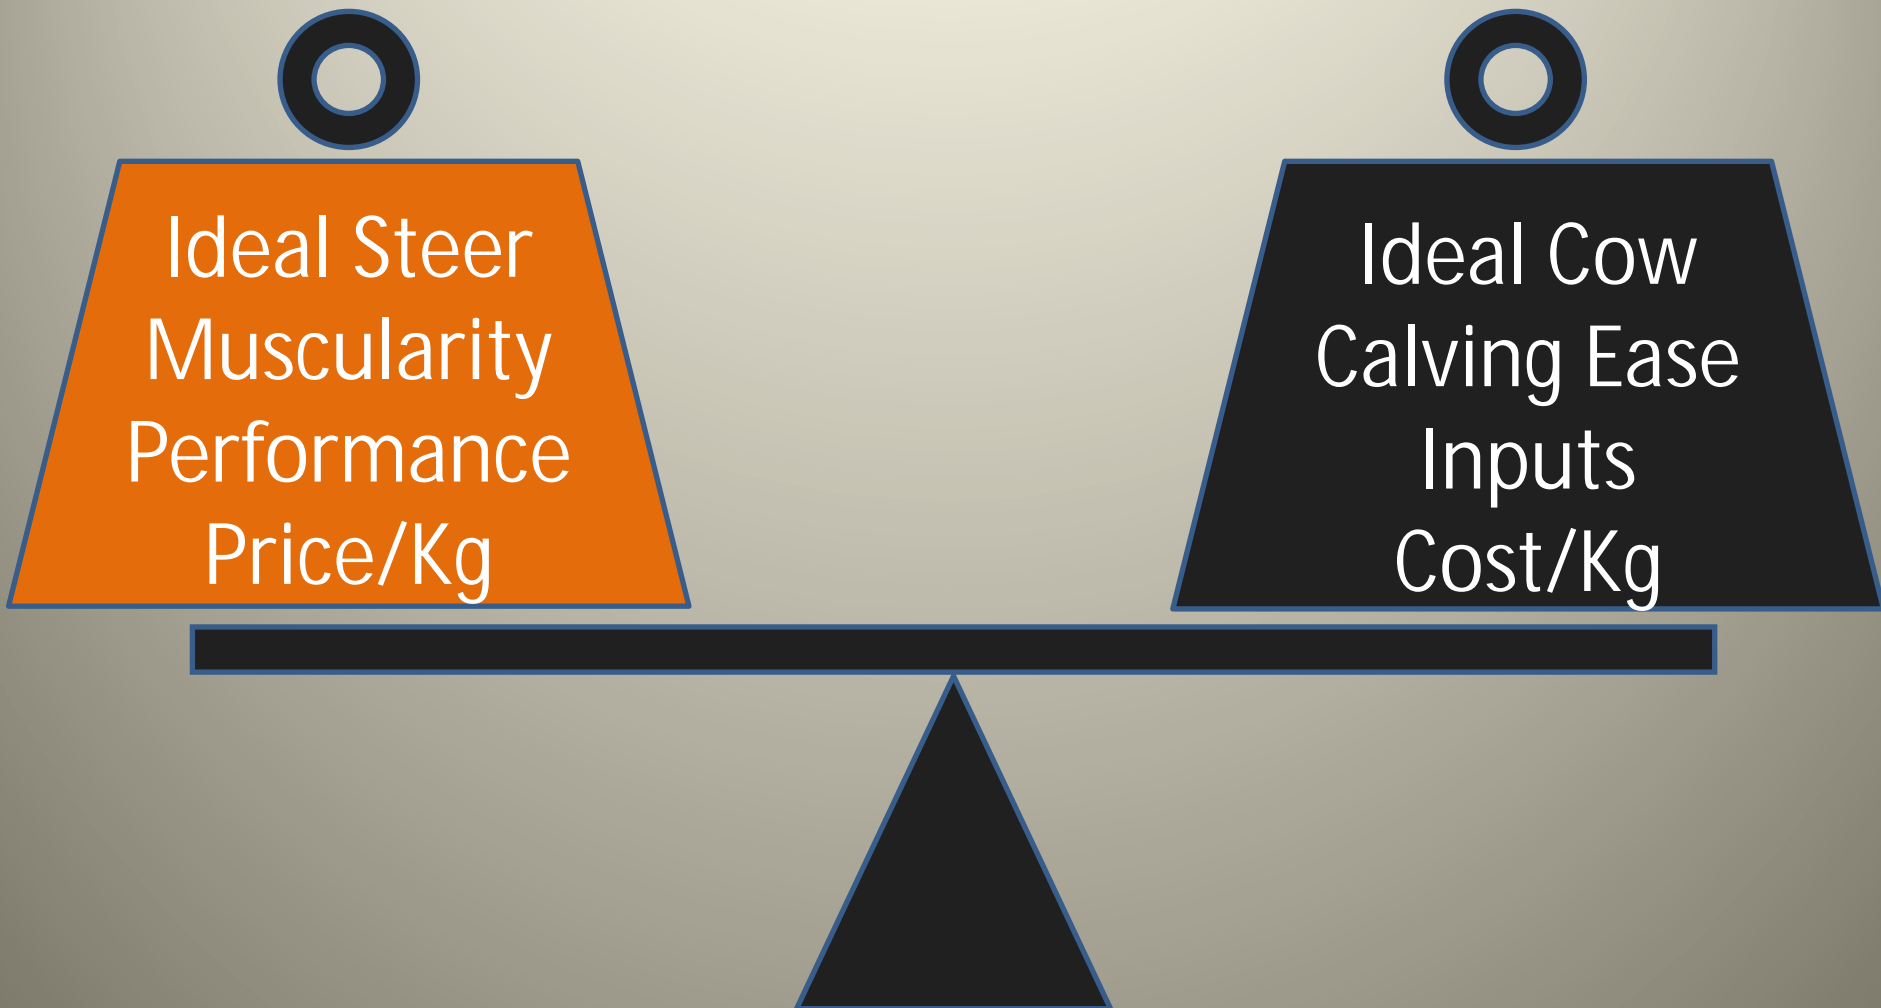 Ideal Steer
Muscularity
Performance
Price/Kg
Ideal Cow
Calving Ease
Inputs
Cost/Kg